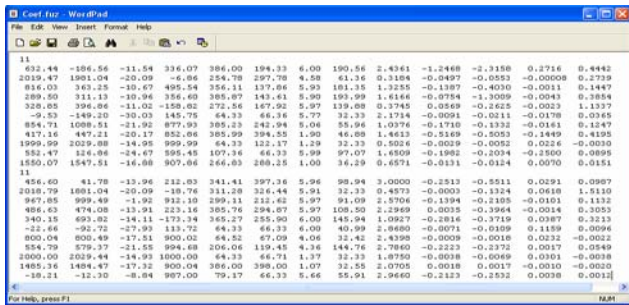 Coef.fuz - WordPad
File Edit View Insert Format Help
11
632.44 -186.56 -11.54 336.07 386.00 194.33 6.00 190.56 2.4361 -1.2468 -2.3158 0.2716 0.4442
2019.47 1981.04 -20.09 -6.86 254.78 297.78 4.58 61.36 0.3184 -0.0497 -0.0553 -0.00008 0.2739
816.03 363.25 -10.67 495.54 356.11 137.86 5.93 181.35 1.3255 -0.1387 -0.4030 -0.0011 0.1447
289.50 311.13 -10.96 356.60 385.87 143.61 5.90 193.99 1.6166 -0.0754 -1.3009 -0.0043 0.3854
328.85 396.86 -11.02 -158.82 272.56 167.92 5.97 139.88 0.3745 0.0569 -0.2625 0.0023 1.1337
-9.53 -149.20 -30.03 145.75 64.33 66.36 5.77 32.33 2.1714 -0.0091 -0.0211 -0.0178 0.0365
854.71 1088.51 -21.92 877.93 385.23 242.94 5.06 55.96 1.0376 -0.1710 -0.1332 -0.0161 0.1247
417.16 447.21 -20.17 852.86 385.99 394.55 1.90 46.88 1.4613 -0.5169 -0.5053 -0.1449 0.4195
1999.99 2029.88 -14.95 999.99 64.33 122.17 1.29 32.33 0.5026 -0.0029 -0.0052 0.0226 -0.0030
552.47 126.86 -24.67 595.45 107.36 66.33 5.99 97.07 1.6509 -0.1982 -0.2034 -0.2500 0.0895
1550.07 1547.51 -16.88 907.86 266.83 288.25 1.00 36.29 0.6571 -0.0131 -0.0124 0.0070 0.0151
11
456.60 41.78 -13.96 212.83 341.41 397.36 5.96 98.94 3.0000 -0.2513 -0.5511 0.0291 0.0987
2018.79 1881.04 -20.09 -18.76 311.28 326.44 5.91 32.33 0.4573 -0.0003 -0.1324 0.0618 1.5110
967.85 999.49 -1.92 912.10 299.11 212.62 5.97 91.09 2.5706 -0.1394 -0.2105 -0.0101 0.1132
486.63 474.08 -13.91 223.16 385.76 294.87 5.97 108.50 2.2969 0.0035 -0.3964 -0.0014 0.3053
340.15 693.82 -14.11 -173.34 465.27 255.90 6.00 145.94 1.0927 -0.2816 -0.3719 0.0387 0.3213
-22.66 -92.72 -27.93 113.72 64.33 66.33 6.00 40.99 2.8680 -0.0071 -0.0109 0.1159 0.0096
800.04 800.49 -17.51 900.02 64.52 67.09 4.06 32.42 2.4398 -0.0009 -0.0018 0.0232 -0.0022
554.57 579.37 -21.55 994.68 206.06 119.45 4.36 144.76 2.7860 -0.2223 -0.2372 0.0017 0.0549
2000.00 2029.44 -14.93 1000.00 64.33 66.71 1.37 32.33 1.8750 -0.0038 -0.0069 0.0301 -0.0038
1485.36 1484.47 -17.32 900.04 386.00 398.00 1.07 32.55 2.0705 0.0018 0.0017 -0.0010 -0.0020
-18.21 -12.30 -8.84 987.00 79.17 66.33 5.66 55.91 2.9660 -0.2123 -0.2532 0.0038 0.0012
For Help, press F1
NUM